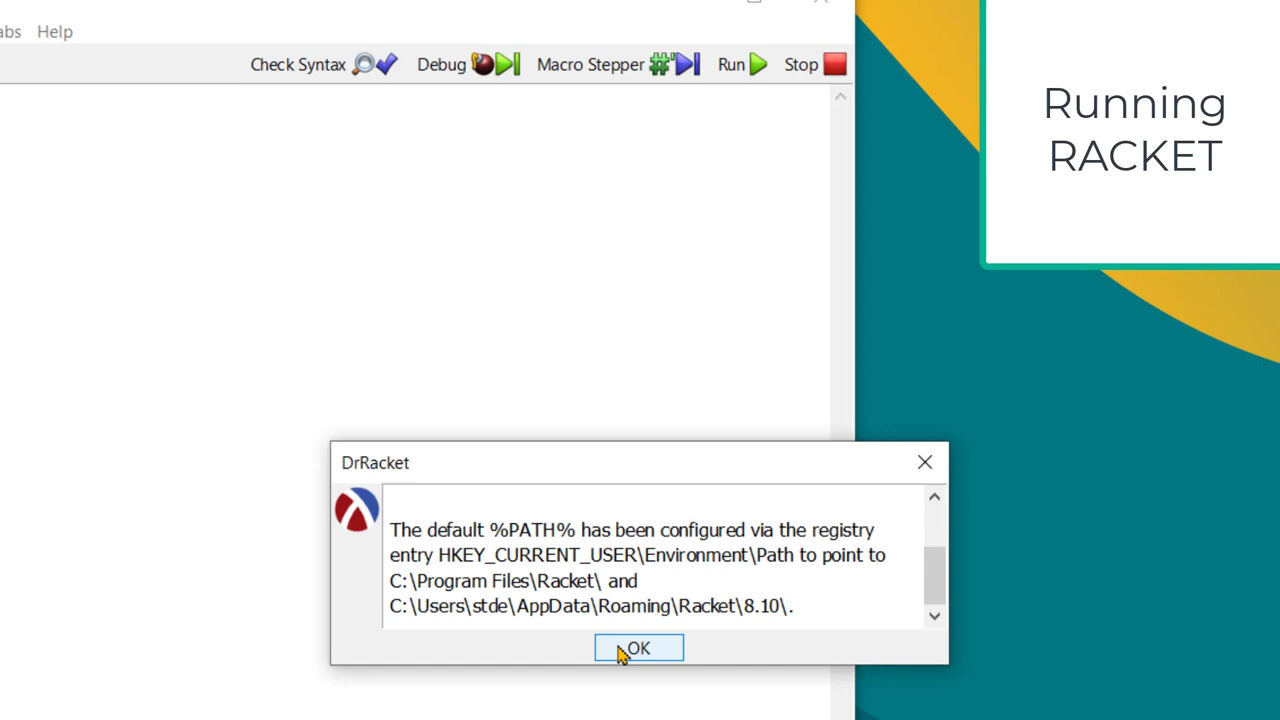 abs Help
Check Syntax Debug Macro Stepper Run Stop
Running
RACKET
DrRacket
The default %PATH% has been configured via the registry
entry HKEY_CURRENT_USER\Environment\Path to point to
C:\Program Files\Racket\ and
C:\Users\stde\AppData\Roaming\Racket\8.10\.
OK